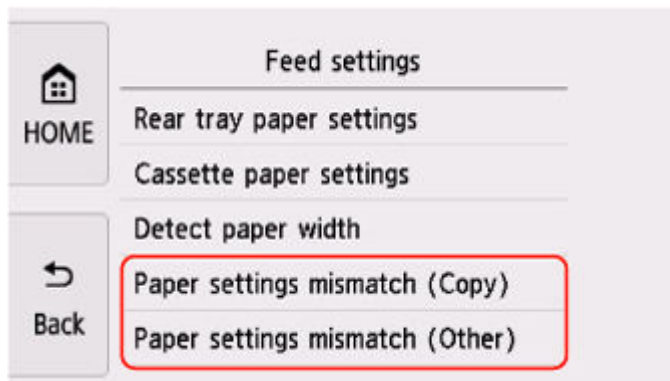 Feed settings
HOME
Rear tray paper settings
Cassette paper settings
Detect paper width
Paper settings mismatch (Copy)
Back
Paper settings mismatch (Other)